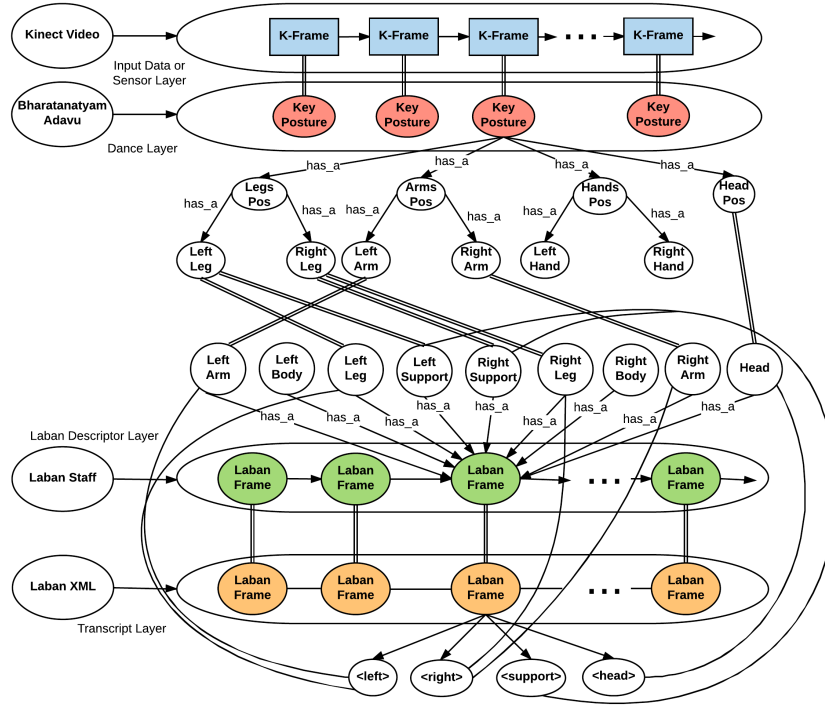 Kinect Video
K-Frame
K-Frame
K-Frame
K-Frame
Input Data or
Sensor Layer
Bharatanatyam
Adavu
Key
Posture
Key
Posture
Key
Posture
Key
Posture
Dance Layer
has_a
has_a
has_a
has_a
Legs
Pos
Arms
Pos
Hands
Pos
Head
Pos
has_a
has_a
has_a
has_a
has_a
has_a
Left
Leg
Right
Leg
Left
Arm
Right
Arm
Left
Hand
Right
Hand
Left
Arm
Left
Body
Left
Leg
Left
Support
Right
Support
Right
Leg
Right
Body
Right
Arm
Head
has_a
has_a
has_a
has_a
has_a
has_a
has_a
has_a
Laban Descriptor Layer
Laban Staff
Laban
Frame
Laban
Frame
Laban
Frame
Laban
Frame
Laban XML
Laban
Frame
Laban
Frame
Laban
Frame
Laban
Frame
Transcript Layer
<left>
<right>
<support>
<head>